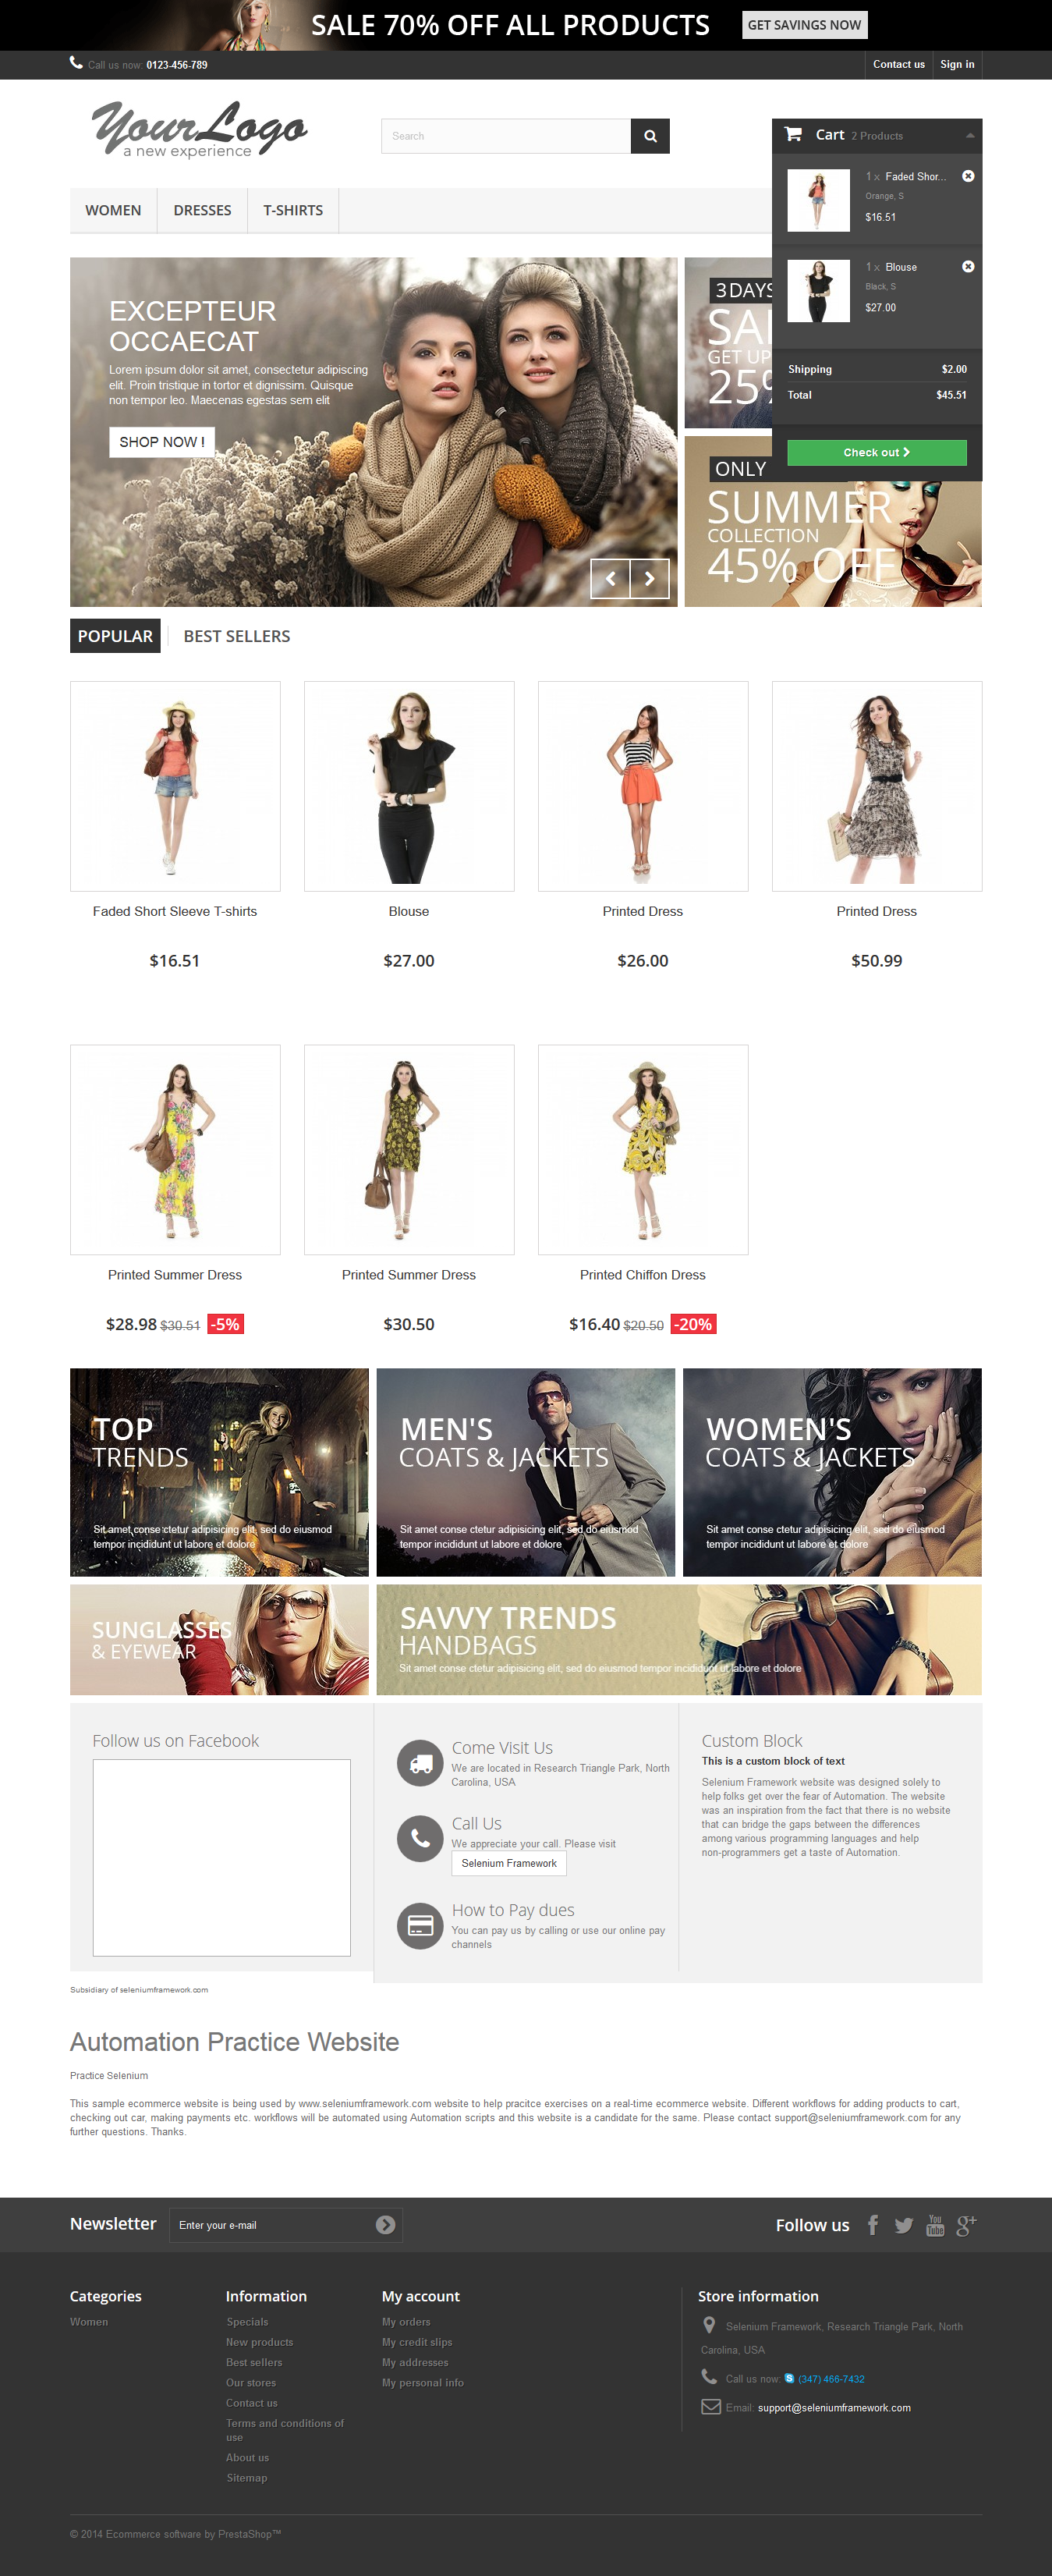 SALE 70% OFF ALL PRODUCTS
GET SAVINGS NOW
Call us now: 0123-456-789
Contact us
Sign in
YourLogo
a new experience
Search
Cart 2 Products
1 x Faded Shor...
Orange, S
$16.51
1 x Blouse
Black, S
$27.00
Shipping $2.00
Total $45.51
Check out
WOMEN
DRESSES
T-SHIRTS
EXCEPTEUR
OCCAECAT
Lorem ipsum dolor sit amet, consectetur adipiscing
elit. Proin tristique in tortor et dignissim. Quisque
non tempor leo. Maecenas egestas sem elit
SHOP NOW !
3 DAYS
GET UP
25%
ONLY
SUMMER
COLLECTION
45% OFF
POPULAR
BEST SELLERS
Faded Short Sleeve T-shirts
$16.51
Blouse
$27.00
Printed Dress
$26.00
Printed Dress
$50.99
Printed Summer Dress
$28.98 $30.51 -5%
Printed Summer Dress
$30.50
Printed Chiffon Dress
$16.40 $20.50 -20%
TOP
TRENDS
Sit amet conse ctetur adipisicing elit, sed do eiusmod
tempor incididunt ut labore et dolore
MEN'S
COATS & JACKETS
Sit amet conse ctetur adipisicing elit, sed do eiusmod
tempor incididunt ut labore et dolore
WOMEN'S
COATS & JACKETS
Sit amet conse ctetur adipisicing elit, sed do eiusmod
tempor incididunt ut labore et dolore
SUNGLASSES
& EYEWEAR
SAVVY TRENDS
HANDBAGS
Sit amet conse ctetur adipisicing elit, sed do eiusmod tempor incididunt ut labore et dolore
Follow us on Facebook
Come Visit Us
We are located in Research Triangle Park, North
Carolina, USA
Call Us
We appreciate your call. Please visit
Selenium Framework
How to Pay dues
You can pay us by calling or use our online pay
channels
Custom Block
This is a custom block of text
Selenium Framework website was designed solely to
help folks get over the fear of Automation. The website
was an inspiration from the fact that there is no website
that can bridge the gaps between the differences
among various programming languages and help
non-programmers get a taste of Automation.
Subsidiary of seleniumframework.com
Automation Practice Website
Practice Selenium
This sample ecommerce website is being used by www.seleniumframework.com website to help pracitce exercises on a real-time ecommerce website. Different workflows for adding products to cart,
checking out car, making payments etc. workflows will be automated using Automation scripts and this website is a candidate for the same. Please contact support@seleniumframework.com for any
further questions. Thanks.
Newsletter
Enter your e-mail
Follow us
You
Tube
Categories
Women
Information
Specials
New products
Best sellers
Our stores
Contact us
Terms and conditions of
use
About us
Sitemap
My account
My orders
My credit slips
My addresses
My personal info
Store information
Selenium Framework, Research Triangle Park, North
Carolina, USA
Call us now: (347) 466-7432
Email: support@seleniumframework.com
© 2014 Ecommerce software by PrestaShop™